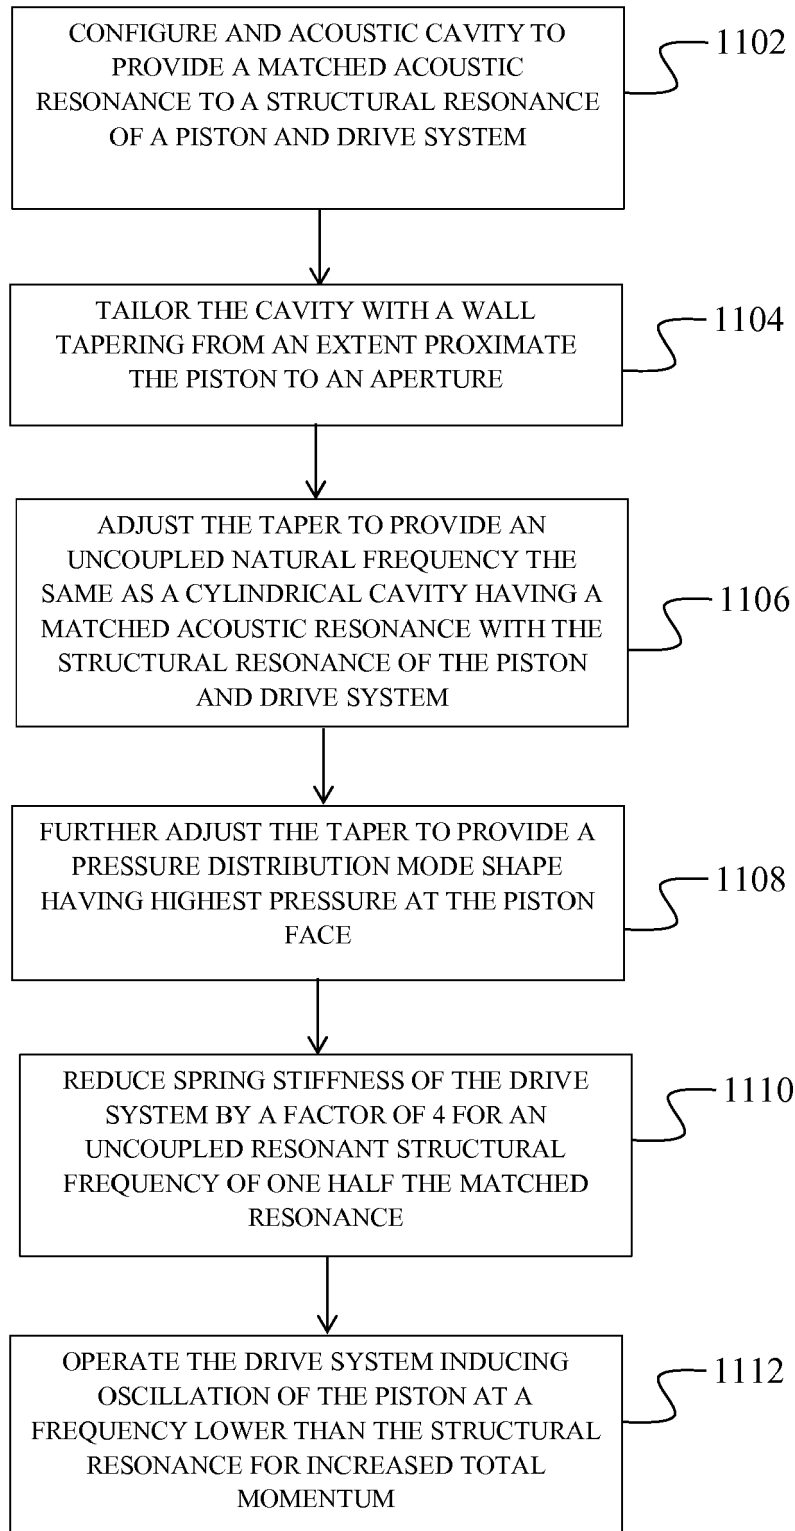 CONFIGURE AND ACOUSTIC CAVITY TO
PROVIDE A MATCHED ACOUSTIC
RESONANCE TO A STRUCTURAL RESONANCE
OF A PISTON AND DRIVE SYSTEM
1102
TAILOR THE CAVITY WITH A WALL
TAPERING FROM AN EXTENT PROXIMATE
THE PISTON TO AN APERTURE
1104
ADJUST THE TAPER TO PROVIDE AN
UNCOUPLED NATURAL FREQUENCY THE
SAME AS A CYLINDRICAL CAVITY HAVING A
MATCHED ACOUSTIC RESONANCE WITH THE
STRUCTURAL RESONANCE OF THE PISTON
AND DRIVE SYSTEM
1106
FURTHER ADJUST THE TAPER TO PROVIDE A
PRESSURE DISTRIBUTION MODE SHAPE
HAVING HIGHEST PRESSURE AT THE PISTON
FACE
1108
REDUCE SPRING STIFFNESS OF THE DRIVE
SYSTEM BY A FACTOR OF 4 FOR AN
UNCOUPLED RESONANT STRUCTURAL
FREQUENCY OF ONE HALF THE MATCHED
RESONANCE
1110
OPERATE THE DRIVE SYSTEM INDUCING
OSCILLATION OF THE PISTON AT A
FREQUENCY LOWER THAN THE STRUCTURAL
RESONANCE FOR INCREASED TOTAL
MOMENTUM
1112